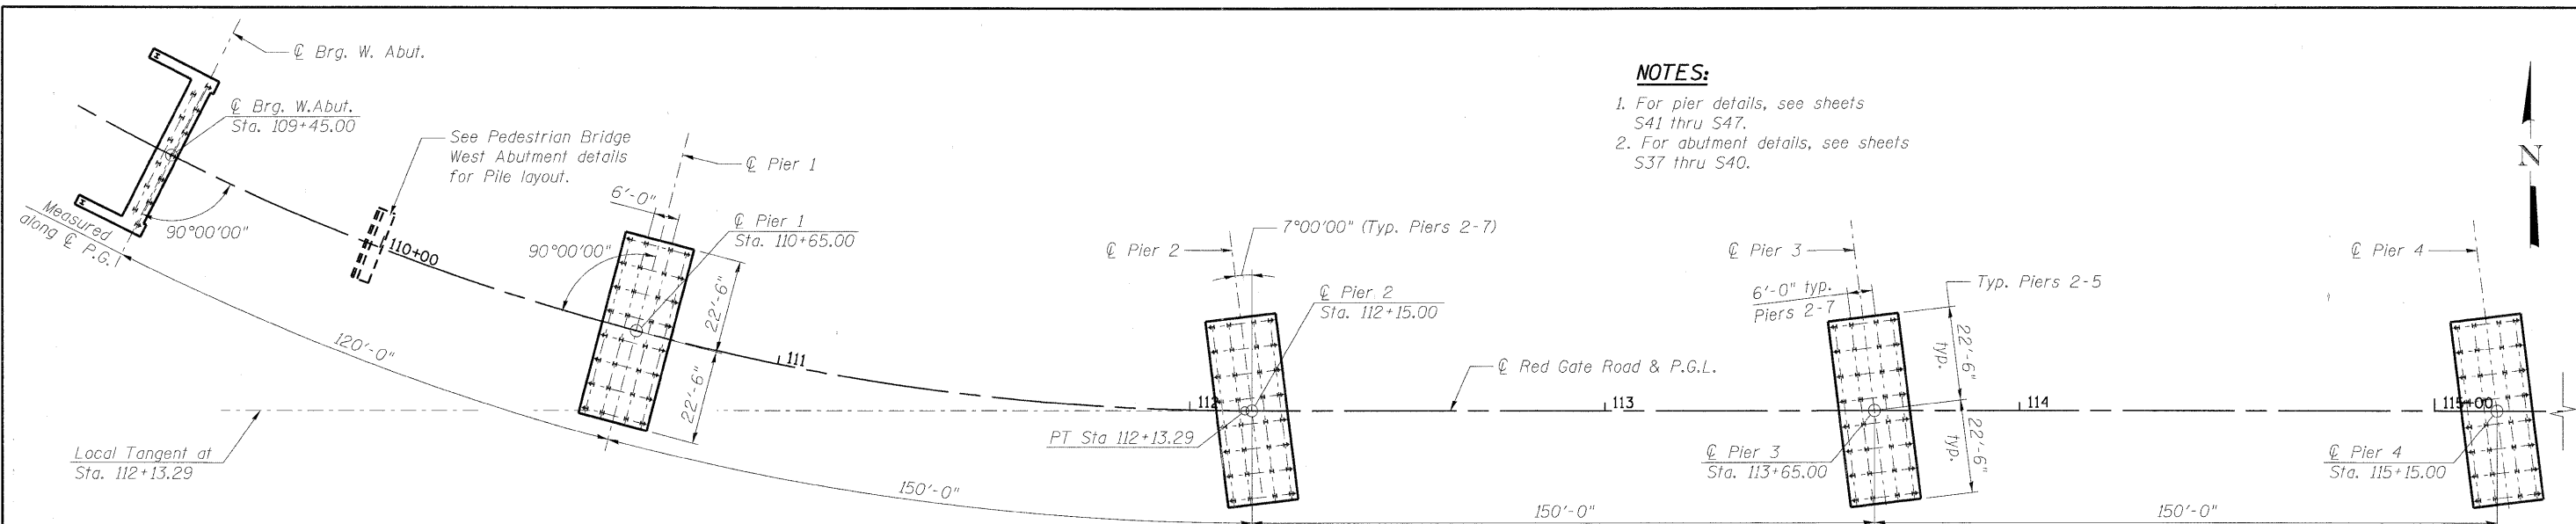 ℄ Brg. W. Abut.
℄ Brg. W.Abut.
Sta. 109+45.00
See Pedestrian Bridge
West Abutment details
for Pile layout.
℄ Pier 1
6'-0"
℄ Pier 1
Sta. 110+65.00
Measured
along ℄ P.G.
90°00'00"
110+00
90°00'00"
22'-6"
22'-6"
120'-0"
111
Local Tangent at
Sta. 112+13.29
150'-0"
NOTES:
1. For pier details, see sheets
S41 thru S47.
2. For abutment details, see sheets
S37 thru S40.
N
℄ Pier 2
7°00'00" (Typ. Piers 2-7)
℄ Pier 2
Sta. 112+15.00
112
PT Sta 112+13.29
℄ Red Gate Road & P.G.L.
113
℄ Pier 3
6'-0" typ.
Piers 2-7
Typ. Piers 2-5
22'-6"
typ.
22'-6"
typ.
℄ Pier 3
Sta. 113+65.00
114
℄ Pier 4
115+00
℄ Pier 4
Sta. 115+15.00
150'-0"
150'-0"